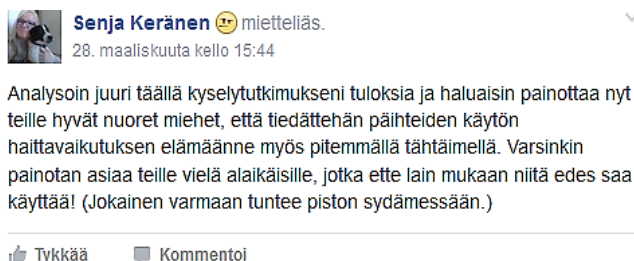 Senja Keränen mietteliäs.
28. maaliskuuta kello 15:44
Analysoin juuri täällä kyselytutkimukseni tuloksia ja haluaisin painottaa nyt
teille hyvät nuoret miehet, että tiedättehän päihteiden käytön
haittavaikutuksen elämäänne myös pitemmällä tähtäimellä. Varsinkin
painotan asiaa teille vielä alaikäisille, jotka ette lain mukaan niitä edes saa
käyttää! (Jokainen varmaan tuntee piston sydämessään.)
Tykkää Kommentoi